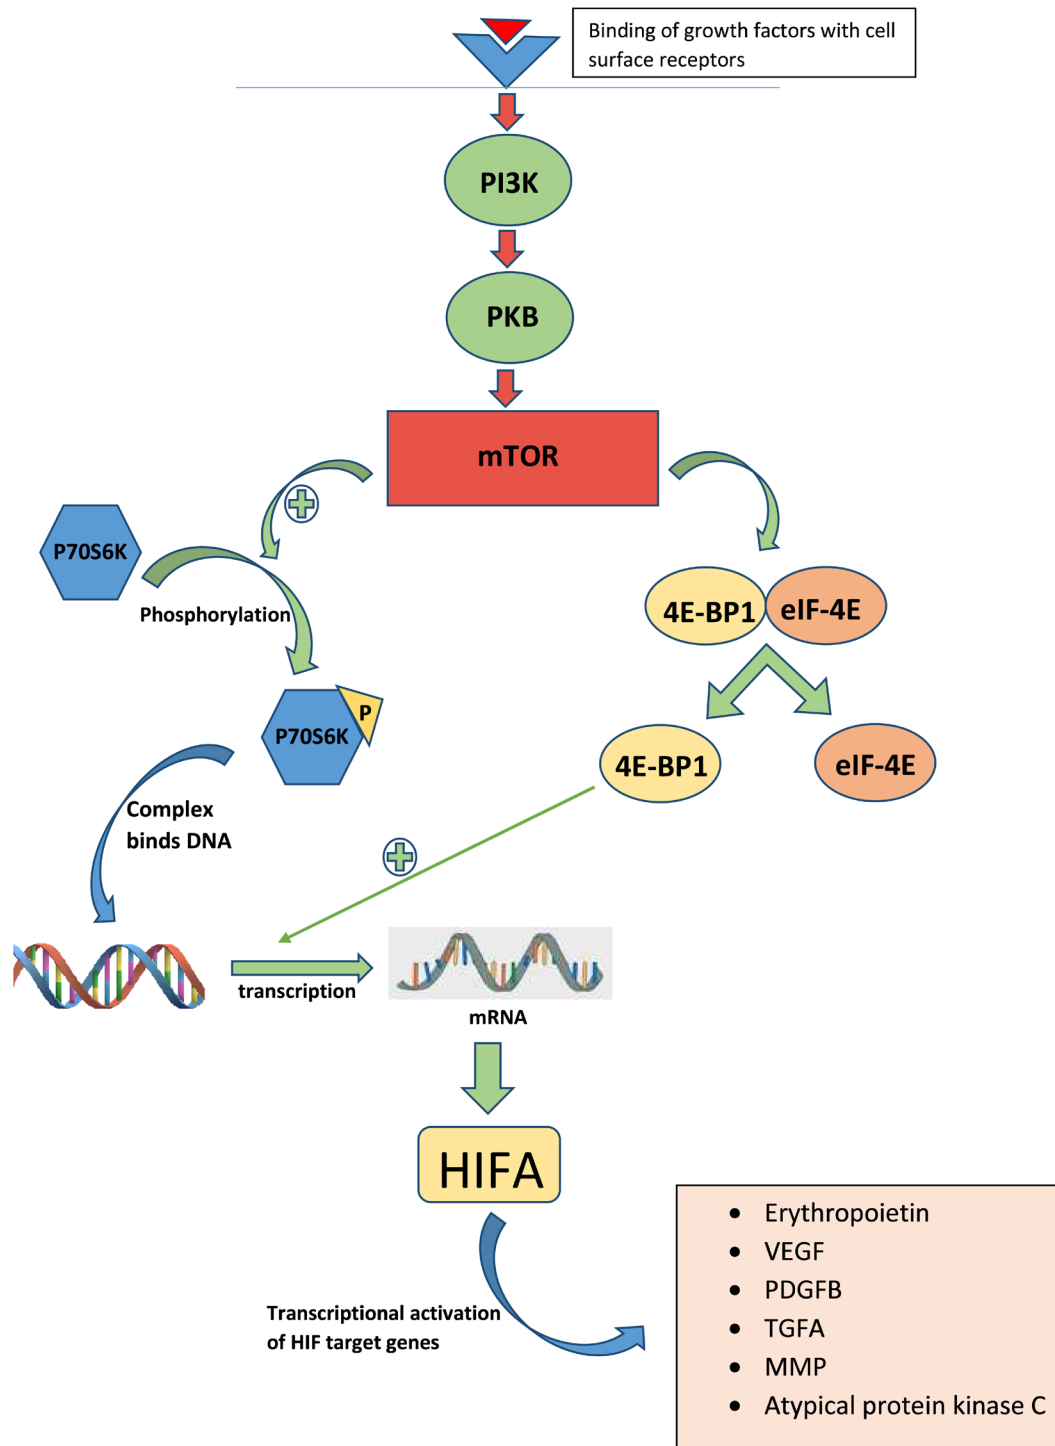 Binding of growth factors with cell
surface receptors
PI3K
PKB
mTOR
P70S6K
Phosphorylation
4E-BP1
eIF-4E
P70S6K
P
4E-BP1
eIF-4E
Complex
binds DNA
transcription
mRNA
HIFA
Transcriptional activation
of HIF target genes
• Erythropoietin
• VEGF
• PDGFB
• TGFA
• MMP
• Atypical protein kinase C